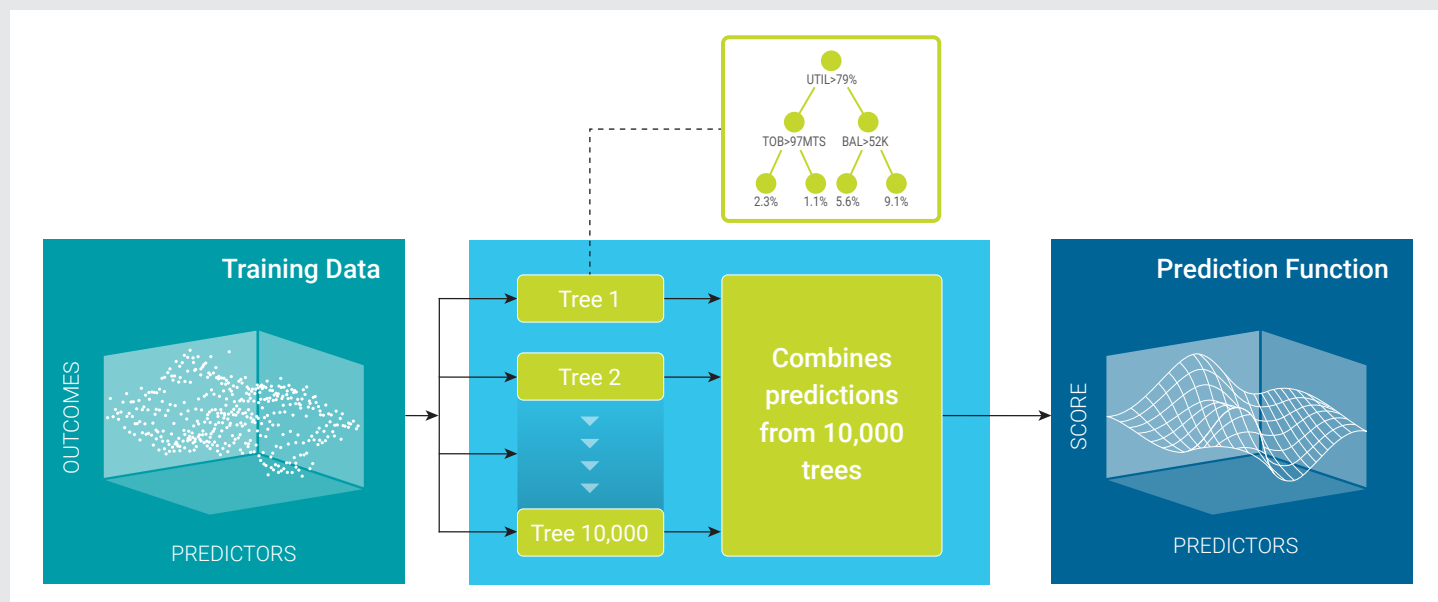 UTIL>79%
TOB>97MTS BAL>52K
2.3% 1.1% 5.6% 9.1%
Training Data
OUTCOMES
PREDICTORS
Tree 1
Tree 2
Tree 10,000
Combines
predictions
from 10,000
trees
Prediction Function
SCORE
PREDICTORS